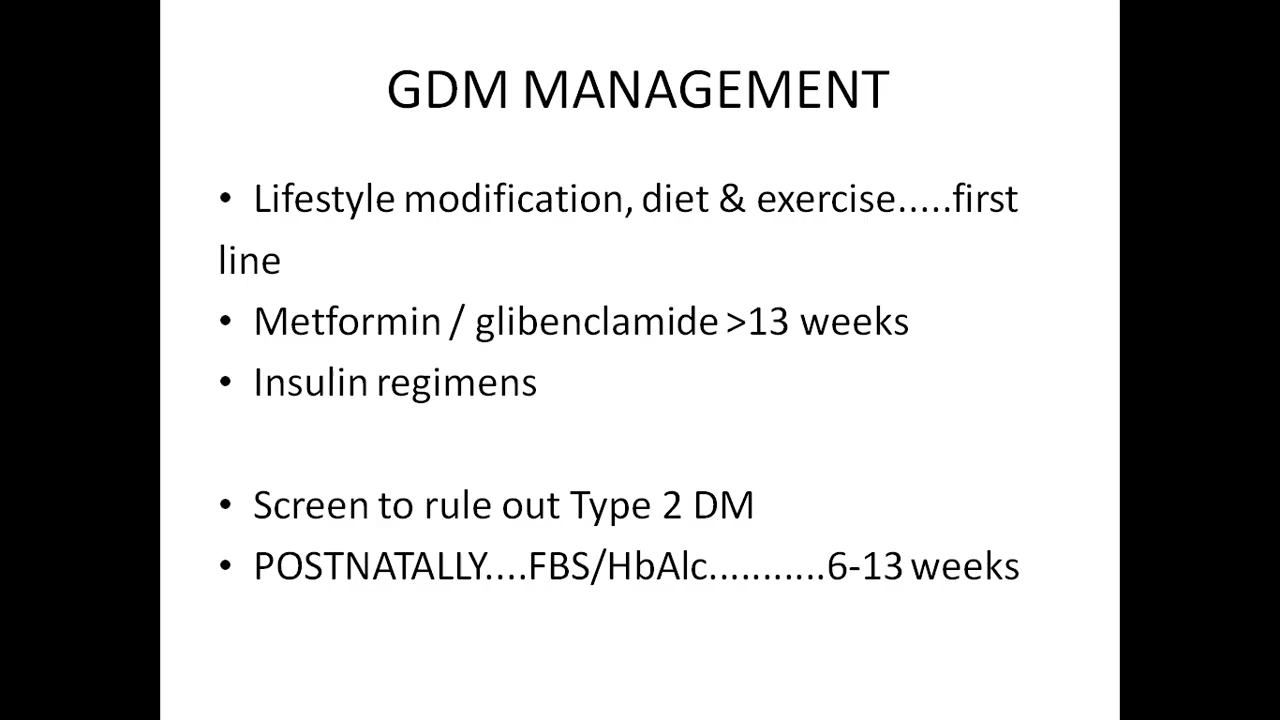 GDM MANAGEMENT
• Lifestyle modification, diet & exercise.....first
line
• Metformin / glibenclamide >13 weeks
• Insulin regimens
• Screen to rule out Type 2 DM
• POSTNATALLY....FBS/HbAlc...........6-13 weeks